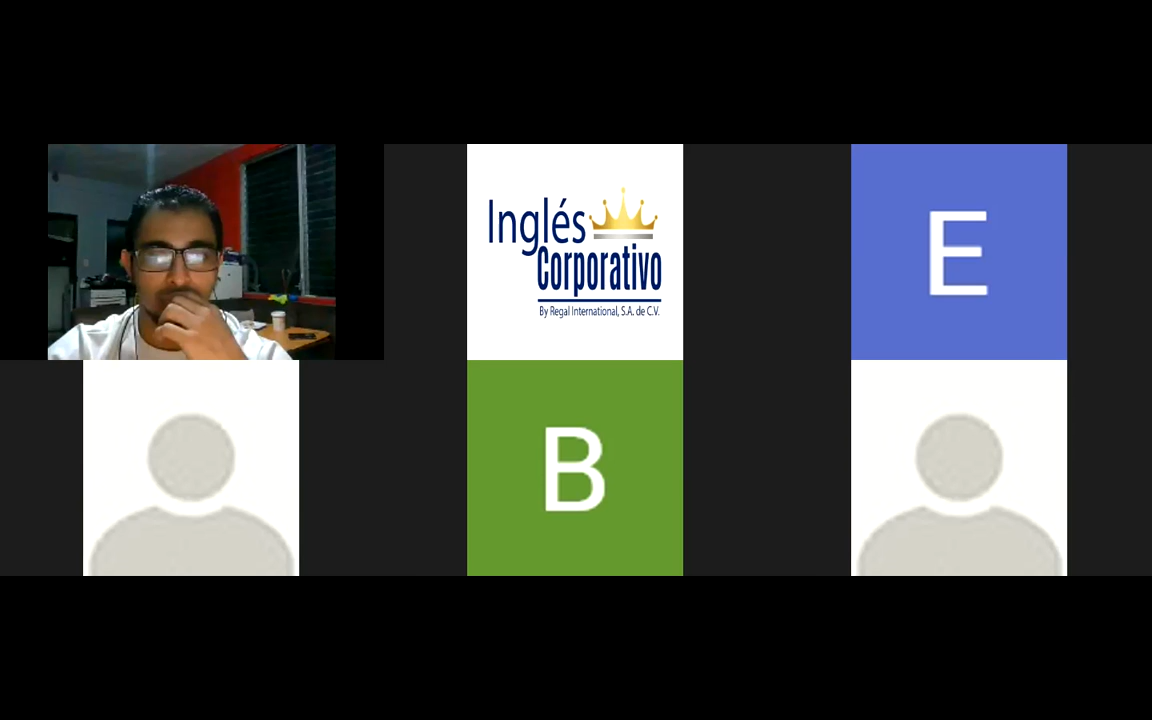 Inglés
Corporativo
By Regal International, S.A. de C.V.
E
B